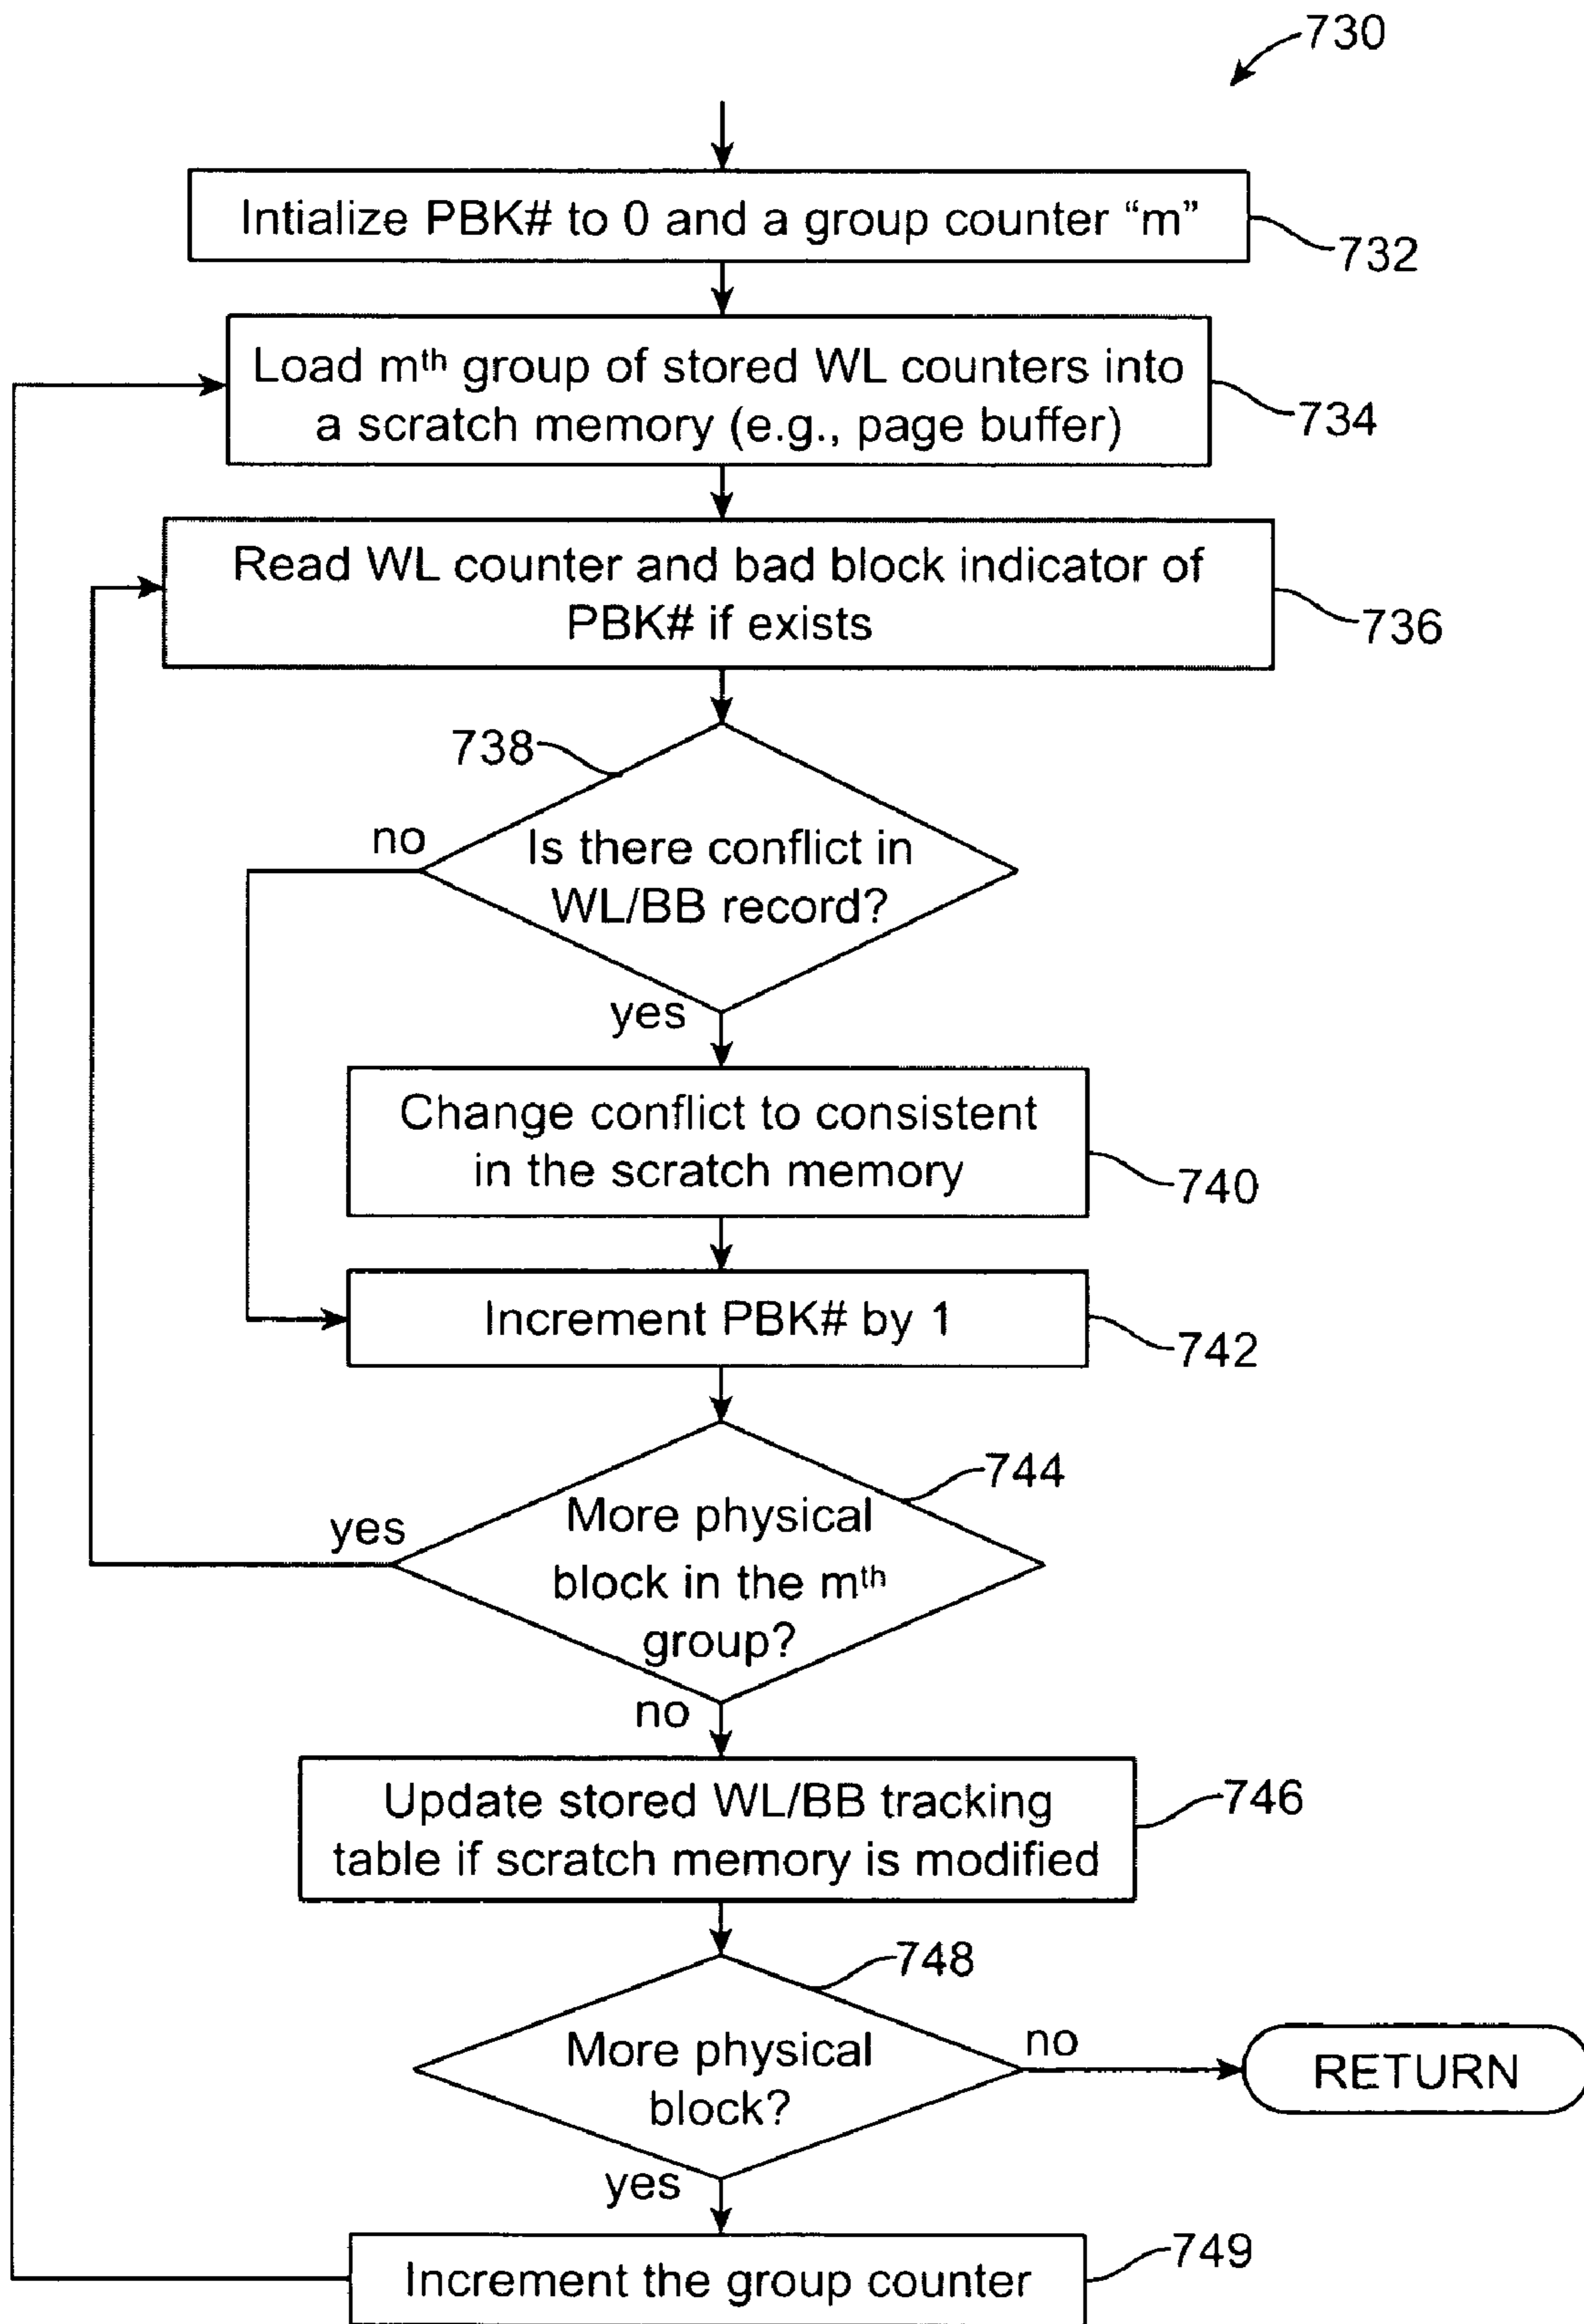 730
Intialize PBK# to 0 and a group counter “m”
732
Load mth group of stored WL counters into
a scratch memory (e.g., page buffer)
734
Read WL counter and bad block indicator of
PBK# if exists
736
738
no
Is there conflict in
WL/BB record?
yes
Change conflict to consistent
in the scratch memory
740
Increment PBK# by 1
742
744
yes
More physical
block in the mth
group?
no
Update stored WL/BB tracking
table if scratch memory is modified
746
748
More physical
block?
no
RETURN
yes
Increment the group counter
749